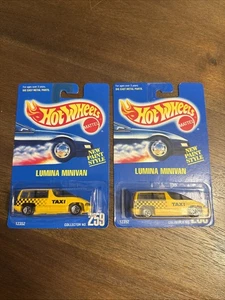 HOT WHEELS
MATTEL
NEW
PAINT
STYLE
LUMINA MINIVAN
TAXI
12352
COLLECTOR NO.
259
HOT WHEELS
MATTEL
NEW
PAINT
STYLE
LUMINA MINIVAN
TAXI